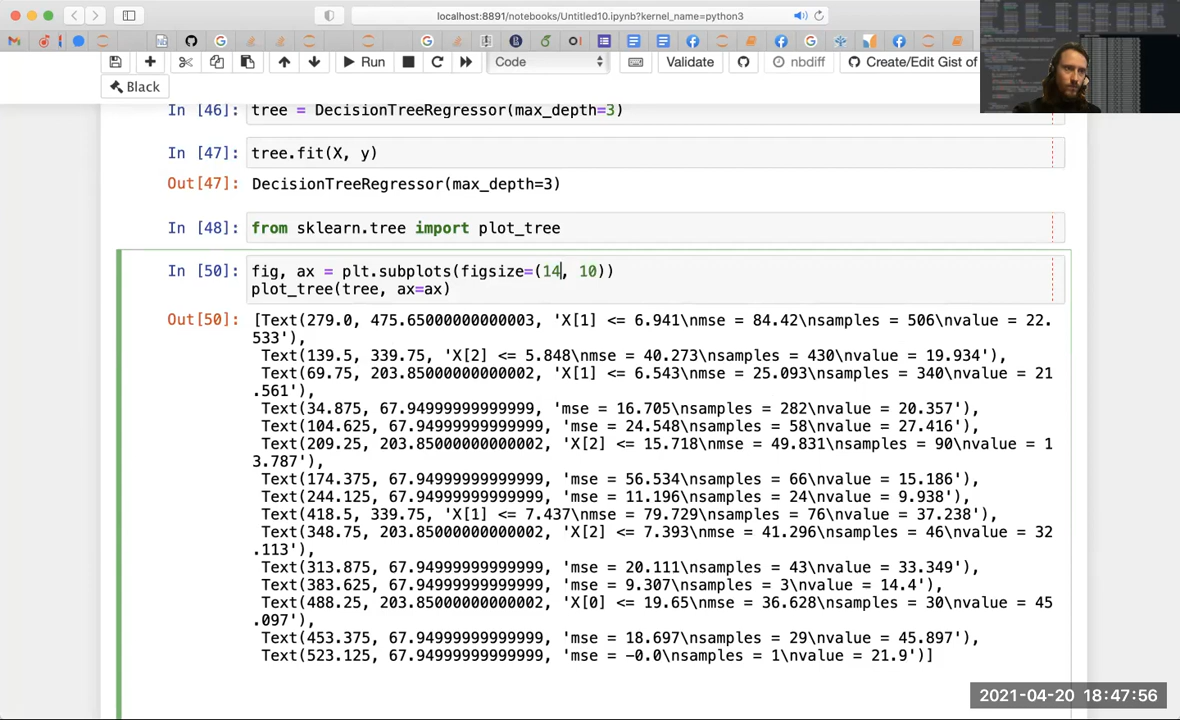 localhost:8891/notebooks/Untitled10.ipynb?kernel_name=python3
Run
Code
Validate
nbdiff
Create/Edit Gist of
Black
In [46]: tree = DecisionTreeRegressor(max_depth=3)
In [47]: tree.fit(X, y)
Out[47]: DecisionTreeRegressor(max_depth=3)
In [48]: from sklearn.tree import plot_tree
In [50]: fig, ax = plt.subplots(figsize=(14, 10))
plot_tree(tree, ax=ax)
Out[50]: [Text(279.0, 475.65000000000003, 'X[1] <= 6.941\nmse = 84.42\nsamples = 506\nvalue = 22.
533'),
Text(139.5, 339.75, 'X[2] <= 5.848\nmse = 40.273\nsamples = 430\nvalue = 19.934'),
Text(69.75, 203.85000000000002, 'X[1] <= 6.543\nmse = 25.093\nsamples = 340\nvalue = 21
.561'),
Text(34.875, 67.94999999999999, 'mse = 16.705\nsamples = 282\nvalue = 20.357'),
Text(104.625, 67.94999999999999, 'mse = 24.548\nsamples = 58\nvalue = 27.416'),
Text(209.25, 203.85000000000002, 'X[2] <= 15.718\nmse = 49.831\nsamples = 90\nvalue = 1
3.787'),
Text(174.375, 67.94999999999999, 'mse = 56.534\nsamples = 66\nvalue = 15.186'),
Text(244.125, 67.94999999999999, 'mse = 11.196\nsamples = 24\nvalue = 9.938'),
Text(418.5, 339.75, 'X[1] <= 7.437\nmse = 79.729\nsamples = 76\nvalue = 37.238'),
Text(348.75, 203.85000000000002, 'X[2] <= 7.393\nmse = 41.296\nsamples = 46\nvalue = 32
.113'),
Text(313.875, 67.94999999999999, 'mse = 20.111\nsamples = 43\nvalue = 33.349'),
Text(383.625, 67.94999999999999, 'mse = 9.307\nsamples = 3\nvalue = 14.4'),
Text(488.25, 203.85000000000002, 'X[0] <= 19.65\nmse = 36.628\nsamples = 30\nvalue = 45
.097'),
Text(453.375, 67.94999999999999, 'mse = 18.697\nsamples = 29\nvalue = 45.897'),
Text(523.125, 67.94999999999999, 'mse = -0.0\nsamples = 1\nvalue = 21.9')]
2021-04-20 18:47:56